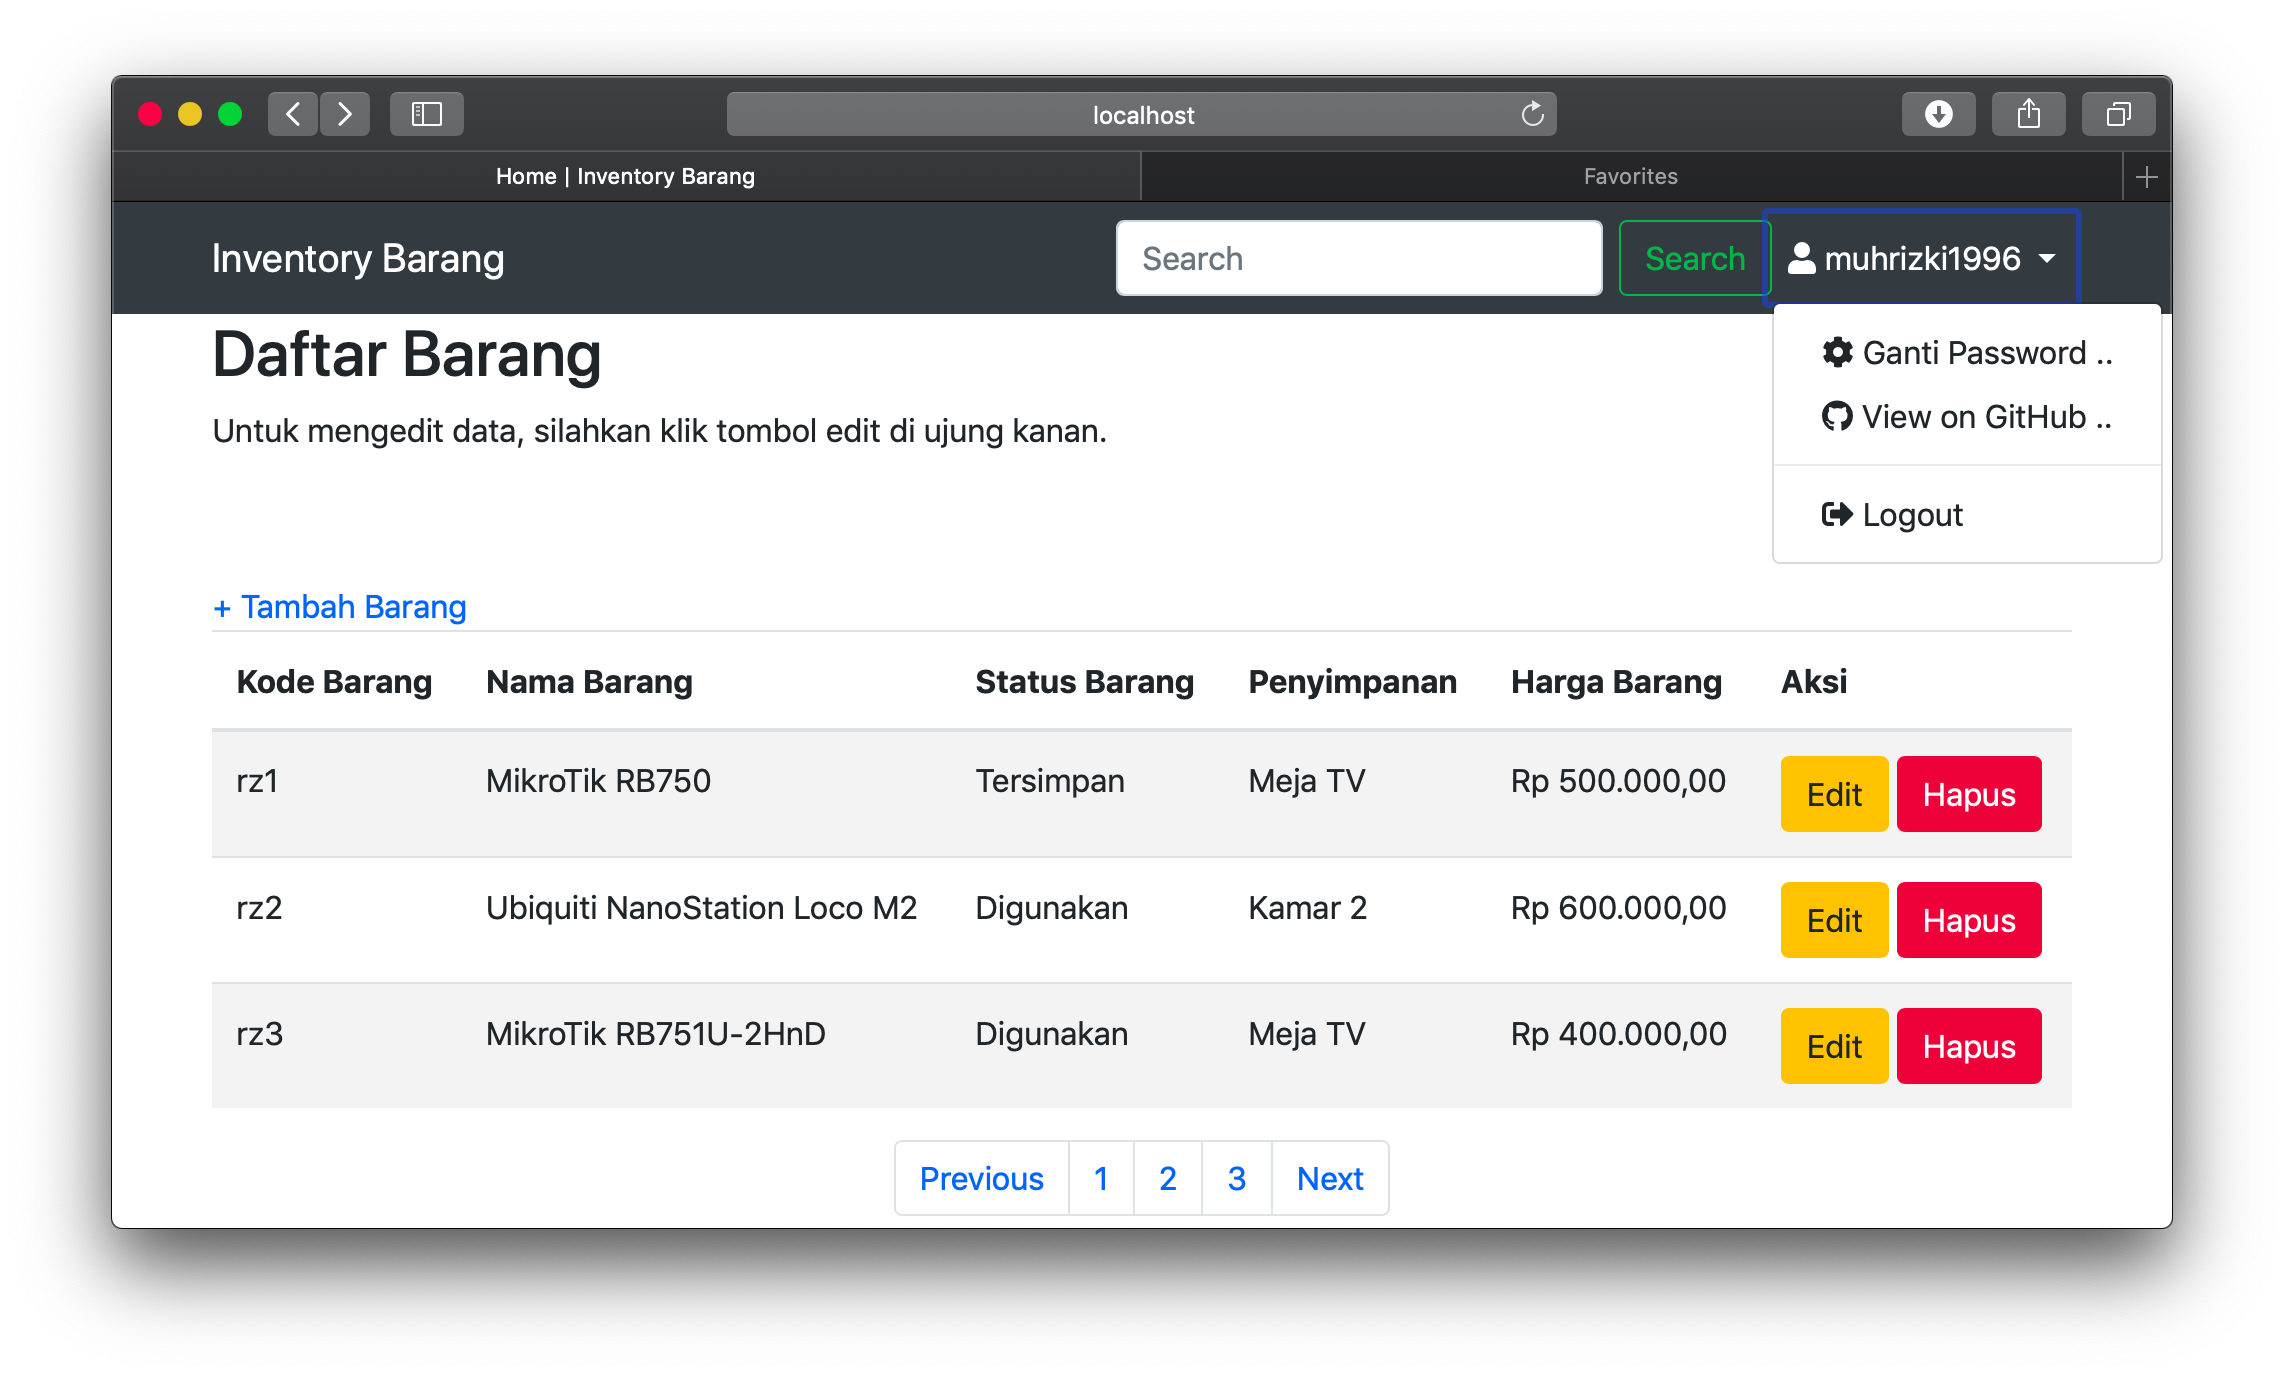 localhost
Home | Inventory Barang Favorites
Inventory Barang Search Search muhrizki1996
Daftar Barang
Ganti Password ..
View on GitHub ..
Untuk mengedit data, silahkan klik tombol edit di ujung kanan.
Logout
+ Tambah Barang
Kode Barang Nama Barang Status Barang Penyimpanan Harga Barang Aksi
rz1 MikroTik RB750 Tersimpan Meja TV Rp 500.000,00 Edit Hapus
rz2 Ubiquiti NanoStation Loco M2 Digunakan Kamar 2 Rp 600.000,00 Edit Hapus
rz3 MikroTik RB751U-2HnD Digunakan Meja TV Rp 400.000,00 Edit Hapus
Previous 1 2 3 Next